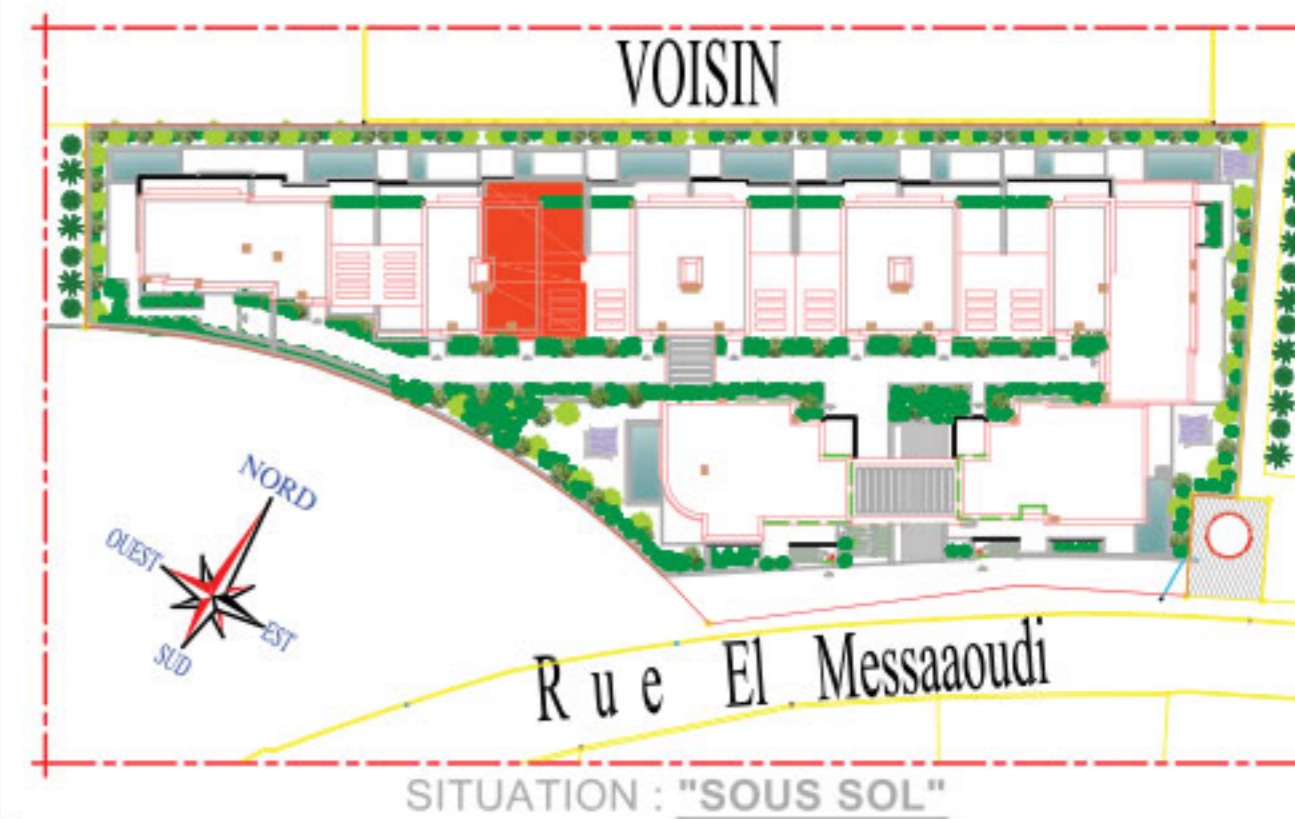 VOISIN
NORD
OUEST
EST
SUD
Rue El Messaaoudi
SITUATION : "SOUS SOL"